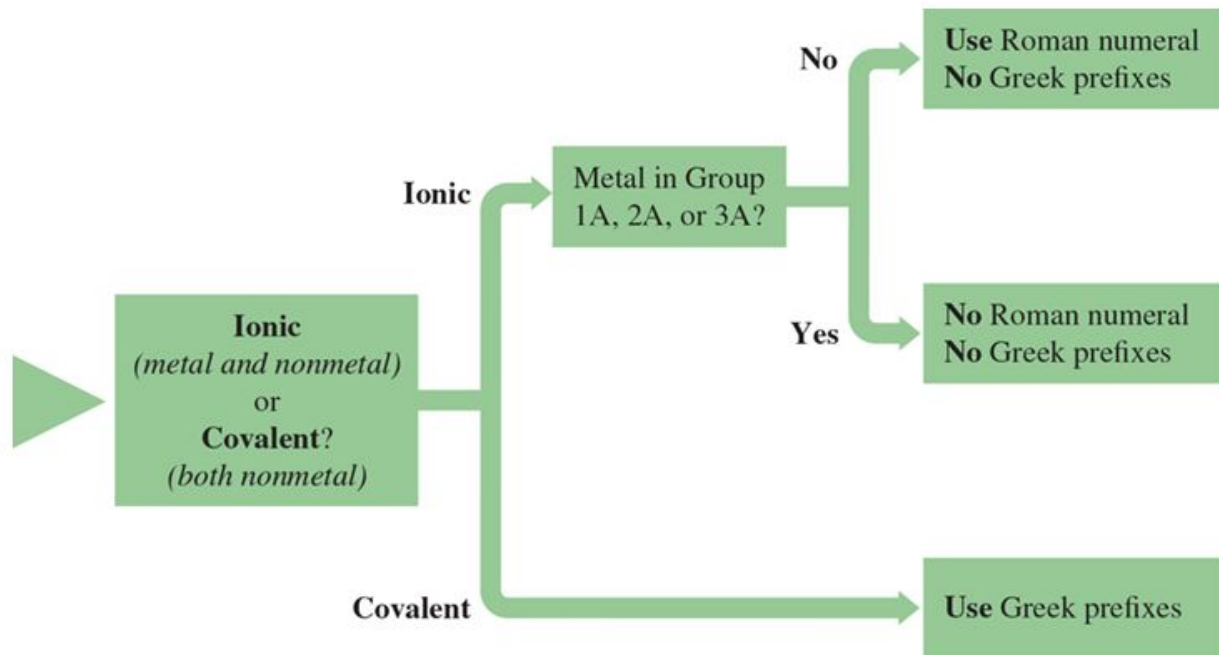 Ionic
(metal and nonmetal)
or
Covalent?
(both nonmetal)
Ionic
Metal in Group
1A, 2A, or 3A?
No
Use Roman numeral
No Greek prefixes
Yes
No Roman numeral
No Greek prefixes
Covalent
Use Greek prefixes